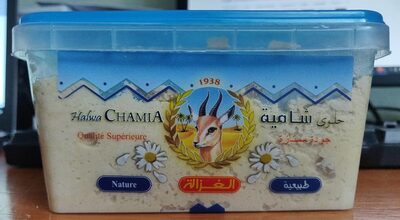 1938
Halwa CHAMIA
حلوى شامية
Qualité Supérieure
جودة ممتازة
Nature
الغزالة
طبيعية